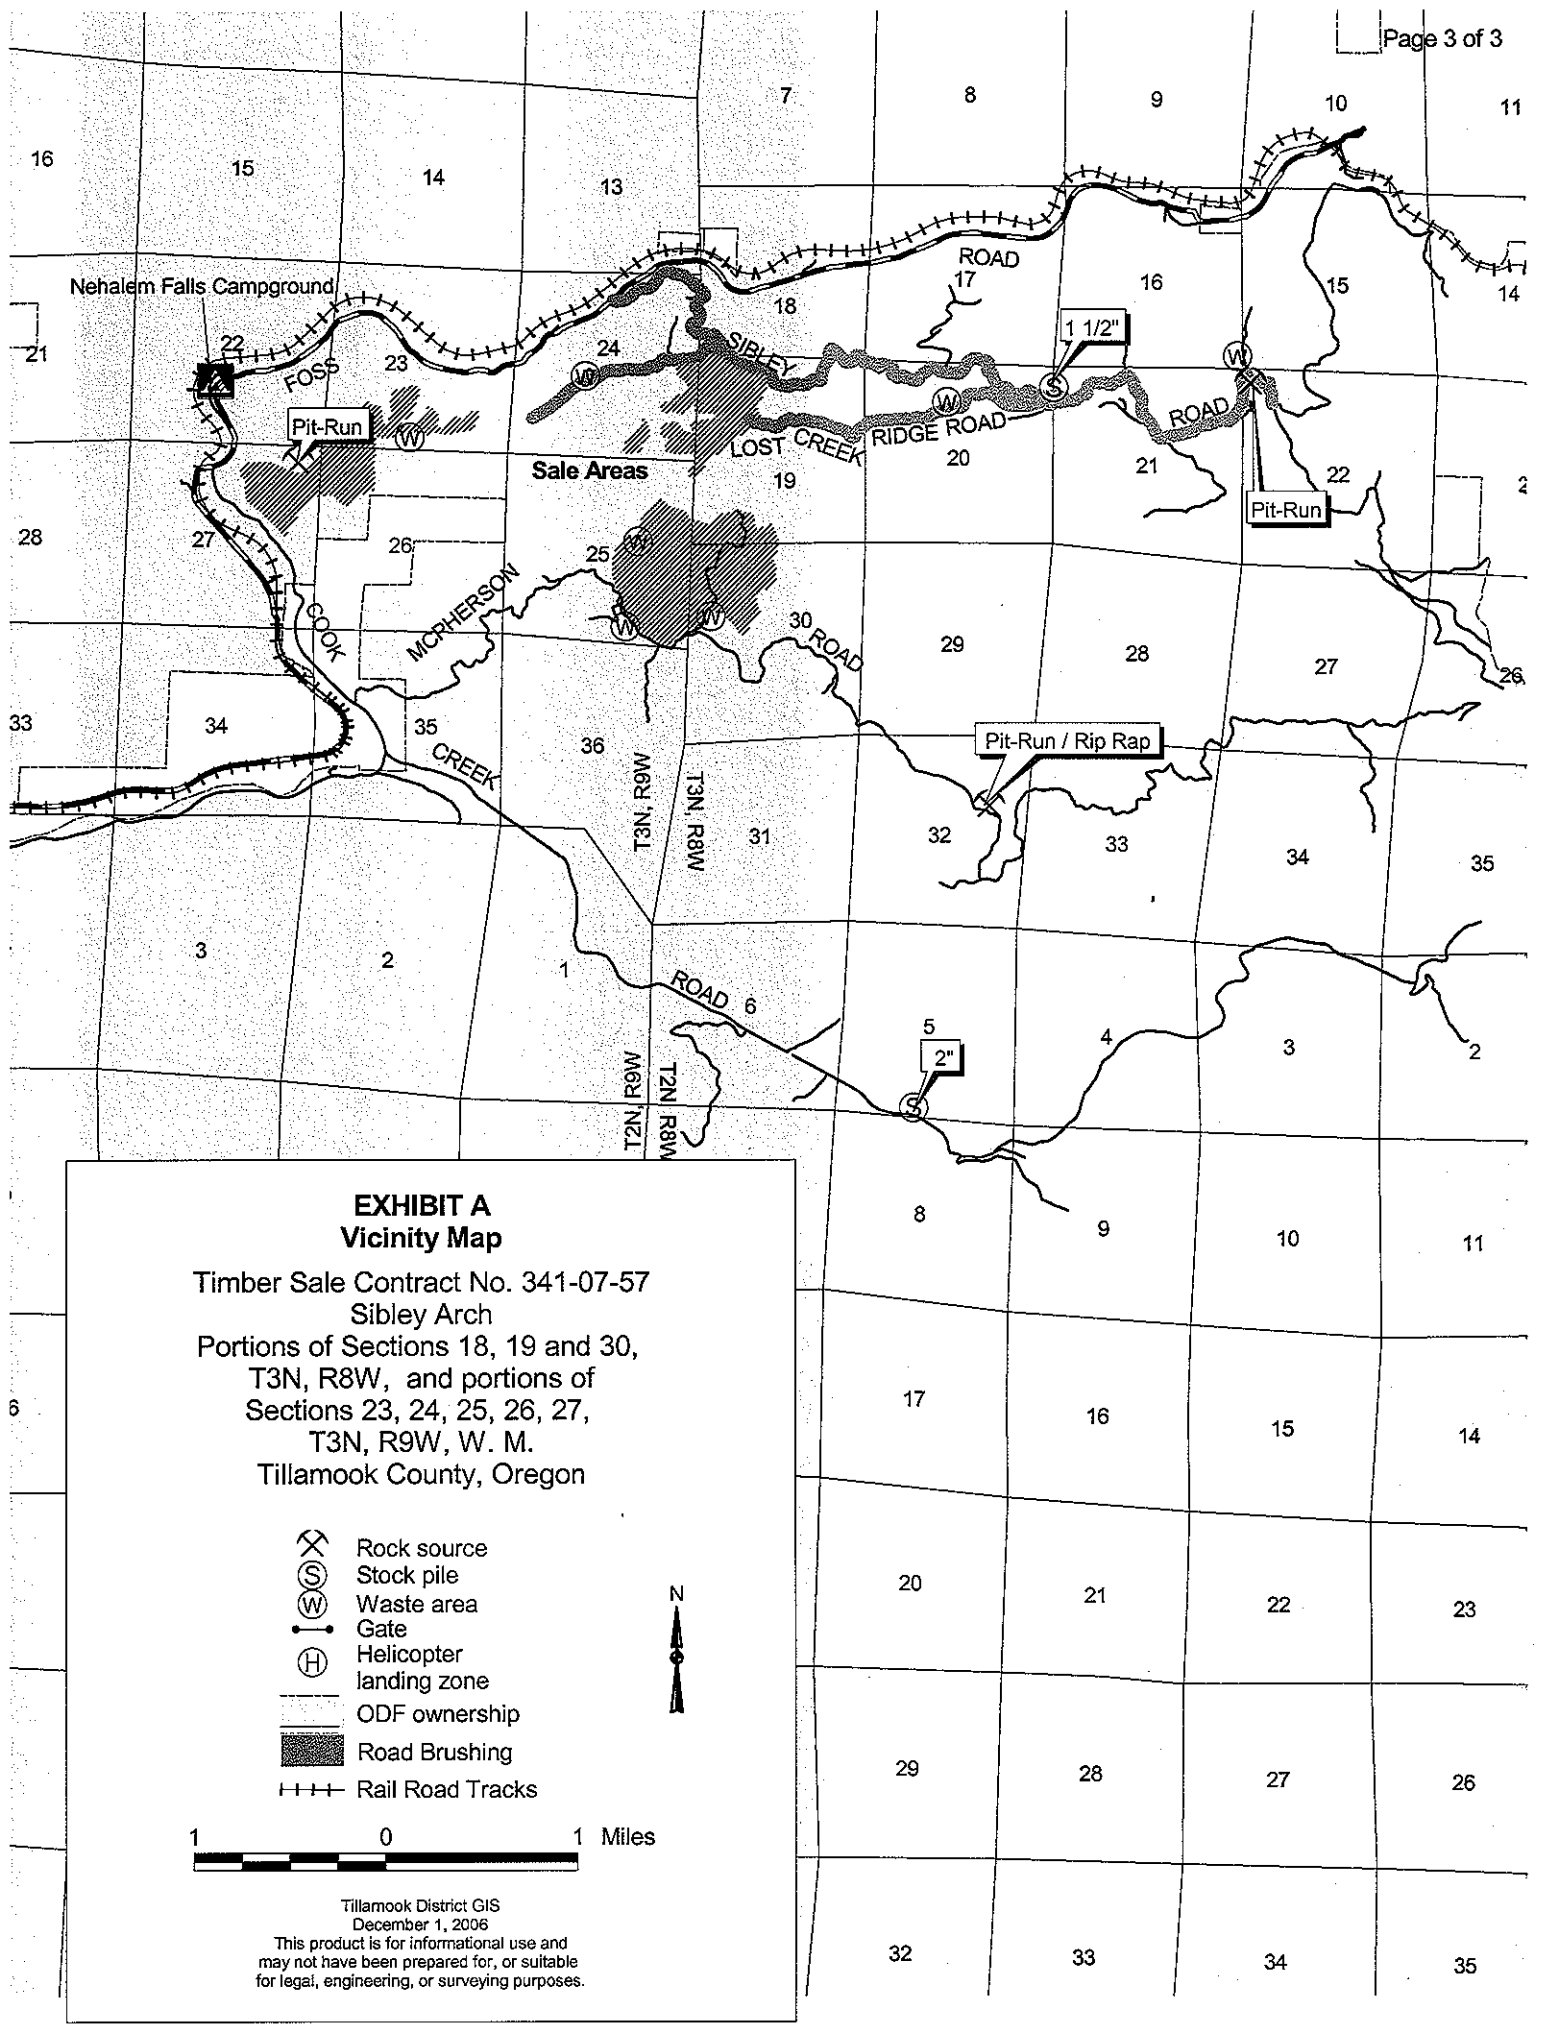 Page 3 of 3
7
8
9
10
11
16
15
14
13
ROAD
17
16
15
14
Nehalem Falls Campground
18
21
22
23
24
FOSS
SIBLEY
1 1/2"
W
W
W
S
Pit-Run
W
LOST CREEK RIDGE ROAD
ROAD
Sale Areas
19
20
21
22
Pit-Run
28
27
26
25
W
W
W
MCPHERSON
COOK
30
ROAD
29
28
27
26
33
34
35
36
CREEK
Pit-Run / Rip Rap
T3N, R9W
T3N, R8W
31
32
33
34
35
3
2
1
ROAD
6
5
4
3
2
2"
S
T2N, R9W
T2N R8W
EXHIBIT A
Vicinity Map
Timber Sale Contract No. 341-07-57
Sibley Arch
Portions of Sections 18, 19 and 30,
T3N, R8W, and portions of
Sections 23, 24, 25, 26, 27,
T3N, R9W, W. M.
Tillamook County, Oregon
Rock source
S Stock pile
W Waste area
Gate
H Helicopter
landing zone
ODF ownership
Road Brushing
Rail Road Tracks
N
1 0 1 Miles
Tillamook District GIS
December 1, 2006
This product is for informational use and
may not have been prepared for, or suitable
for legal, engineering, or surveying purposes.
8
9
10
11
6
17
16
15
14
20
21
22
23
29
28
27
26
32
33
34
35